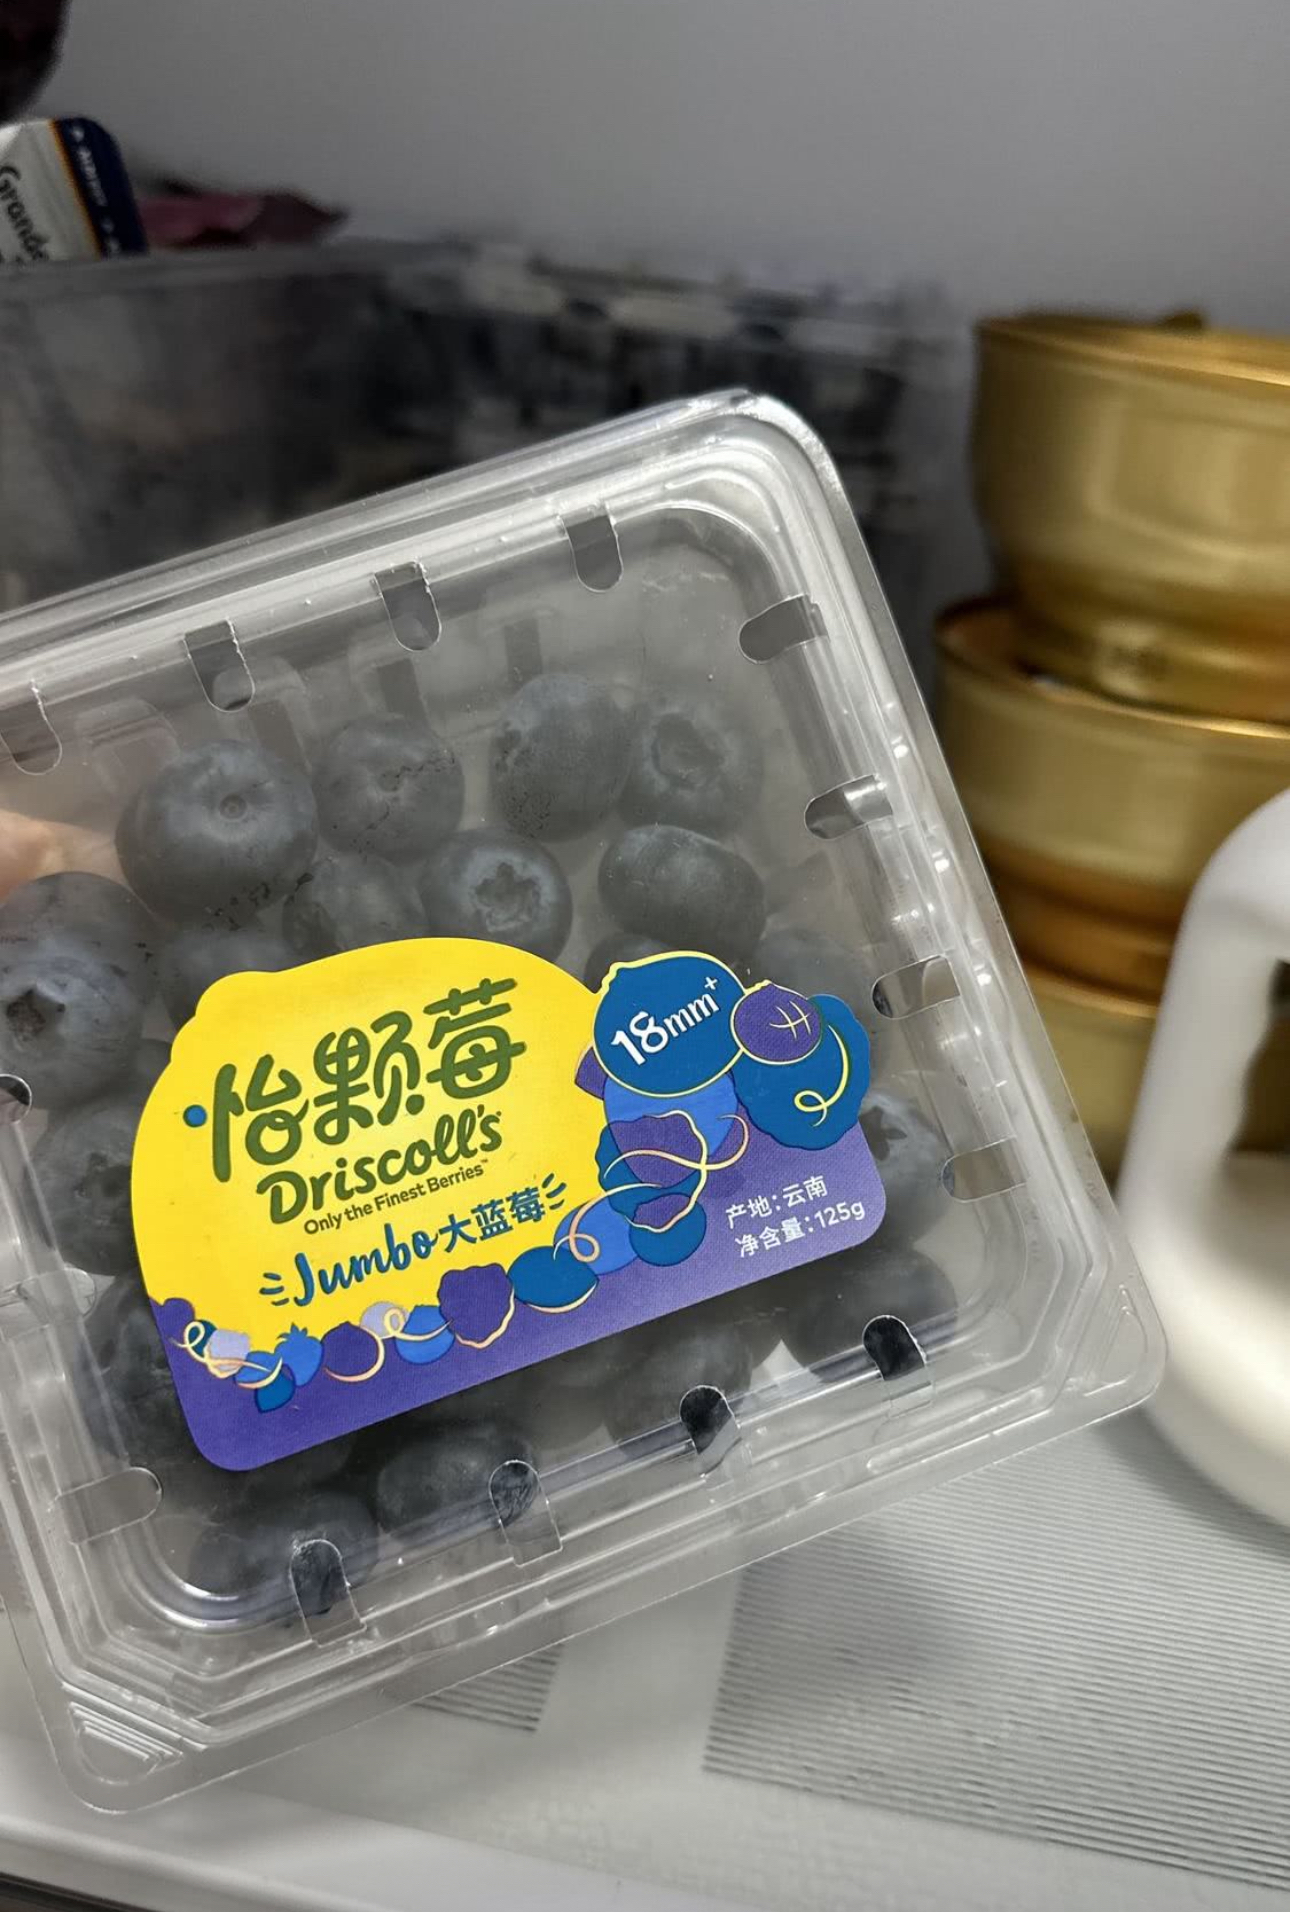 怡颗莓
Driscoll's
Only the Finest Berries™
Jumbo大蓝莓
18mm⁺
产地:云南
净含量:125g